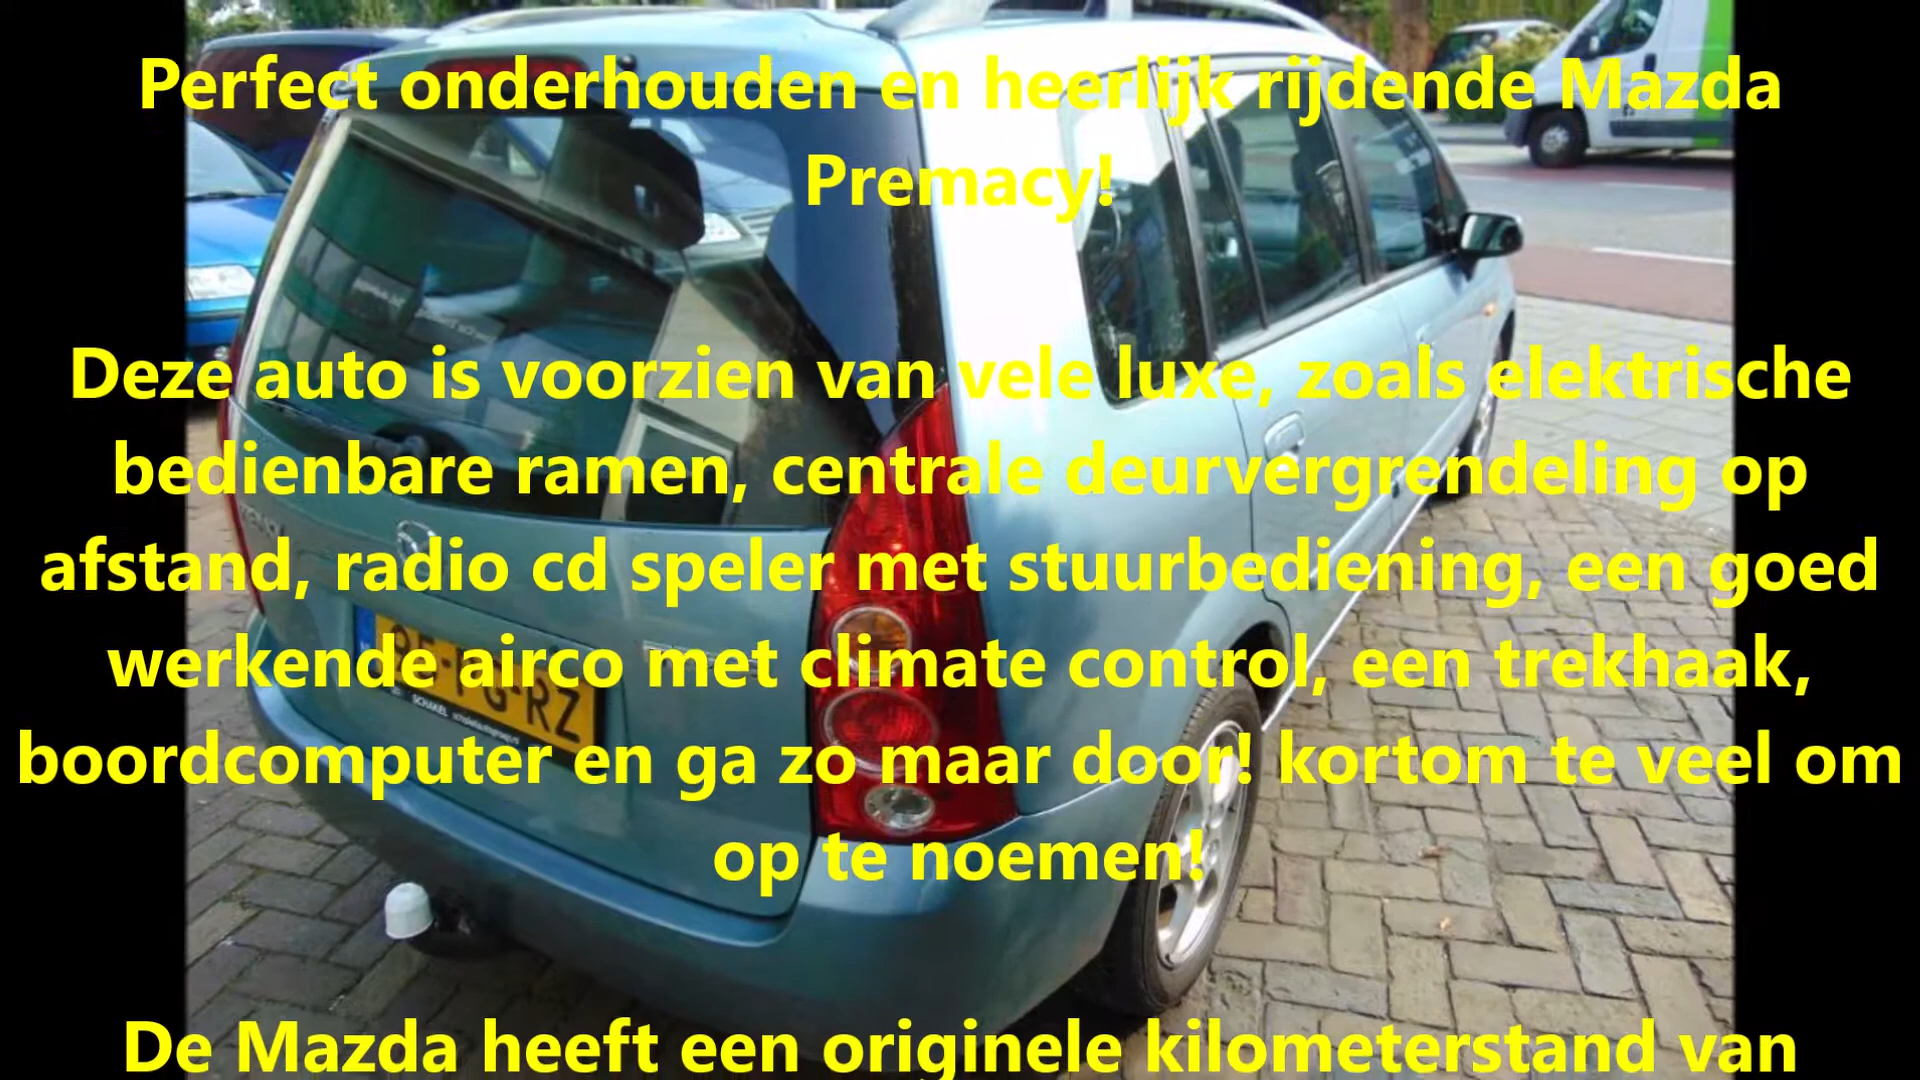 Perfect onderhouden en heerlijk rijdende Mazda
Premacy!
Deze auto is voorzien van vele luxe, zoals elektrische
bedienbare ramen, centrale deurvergrendeling op
afstand, radio cd speler met stuurbediening, een goed
werkende airco met climate control, een trekhaak,
boordcomputer en ga zo maar door! kortom te veel om
op te noemen!
SCHAKEL
De Mazda heeft een originele kilometerstand van